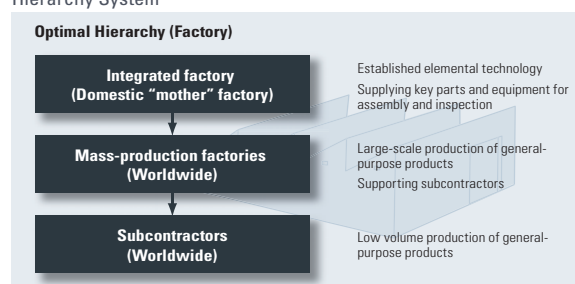 Hierarchy System
Optimal Hierarchy (Factory)
Integrated factory
(Domestic “mother” factory)
Established elemental technology
Supplying key parts and equipment for
assembly and inspection
Mass-production factories
(Worldwide)
Large-scale production of general-
purpose products
Supporting subcontractors
Subcontractors
(Worldwide)
Low volume production of general-
purpose products